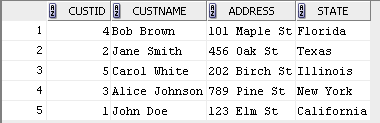 CUSTID CUSTNAME ADDRESS STATE
1 4 Bob Brown 101 Maple St Florida
2 2 Jane Smith 456 Oak St Texas
3 5 Carol White 202 Birch St Illinois
4 3 Alice Johnson 789 Pine St New York
5 1 John Doe 123 Elm St California